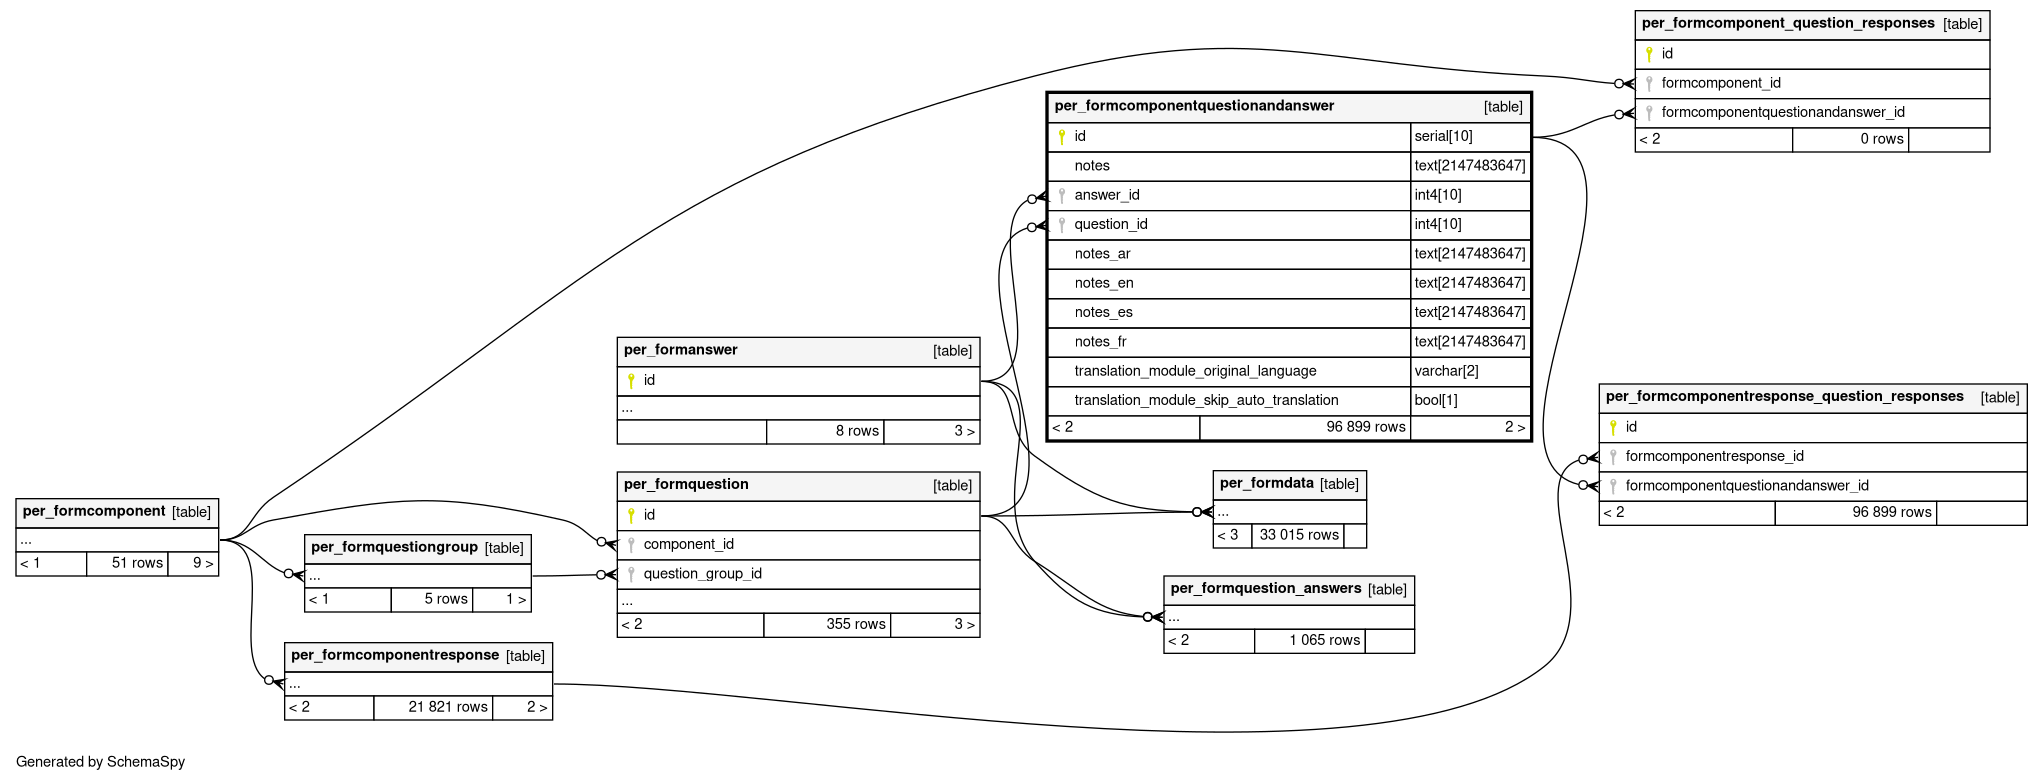 per_formcomponent_question_responses [table]
id
formcomponent_id
formcomponentquestionandanswer_id
< 2 0 rows
per_formcomponentquestionandanswer [table]
id serial[10]
notes text[2147483647]
answer_id int4[10]
question_id int4[10]
notes_ar text[2147483647]
notes_en text[2147483647]
notes_es text[2147483647]
notes_fr text[2147483647]
translation_module_original_language varchar[2]
translation_module_skip_auto_translation bool[1]
< 2 96 899 rows 2 >
per_formanswer [table]
id
...
8 rows 3 >
per_formcomponentresponse_question_responses [table]
id
formcomponentresponse_id
formcomponentquestionandanswer_id
< 2 96 899 rows
per_formquestion [table]
id
component_id
question_group_id
...
< 2 355 rows 3 >
per_formdata [table]
...
< 3 33 015 rows
per_formcomponent [table]
...
< 1 51 rows 9 >
per_formquestiongroup [table]
...
< 1 5 rows 1 >
per_formquestion_answers [table]
...
< 2 1 065 rows
per_formcomponentresponse [table]
...
< 2 21 821 rows 2 >
Generated by SchemaSpy